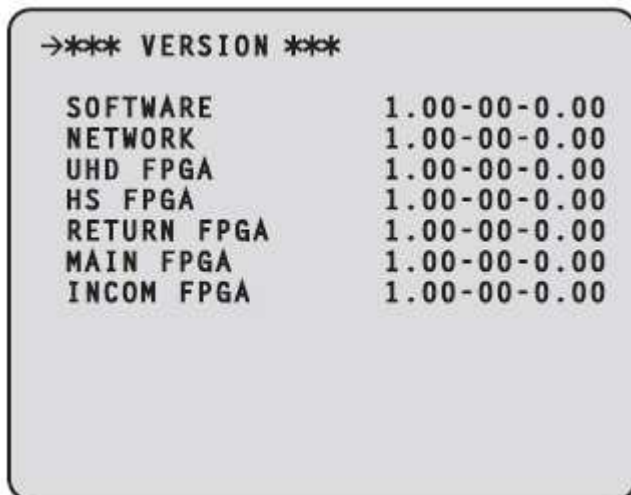 →*** VERSION ***
SOFTWARE 1.00-00-0.00
NETWORK 1.00-00-0.00
UHD FPGA 1.00-00-0.00
HS FPGA 1.00-00-0.00
RETURN FPGA 1.00-00-0.00
MAIN FPGA 1.00-00-0.00
INCOM FPGA 1.00-00-0.00